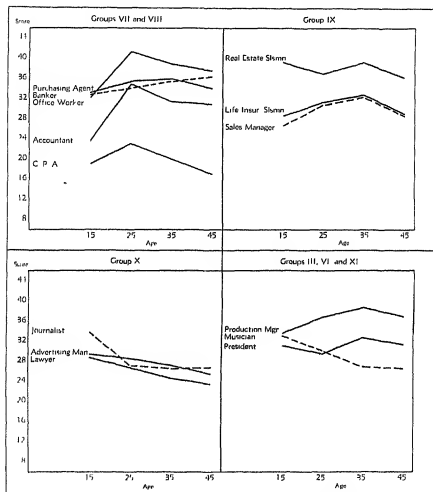 Groups VII and VIII
Group IX
Score
41
40
36
32
28
24
20
16
12
8
Purchasing Agent
Banker
Office Worker
Accountant
C P A
15 25 35 45
Age
Real Estate Slsmn
Life Insur Slsmn
Sales Manager
15 25 35 45
Age
Group X
Groups III, VI and XI
Score
41
40
36
32
28
24
20
16
12
8
Journalist
Advertising Man
Lawyer
15 25 35 45
Age
Production Mgr
Musician
President
15 25 35 45
Age